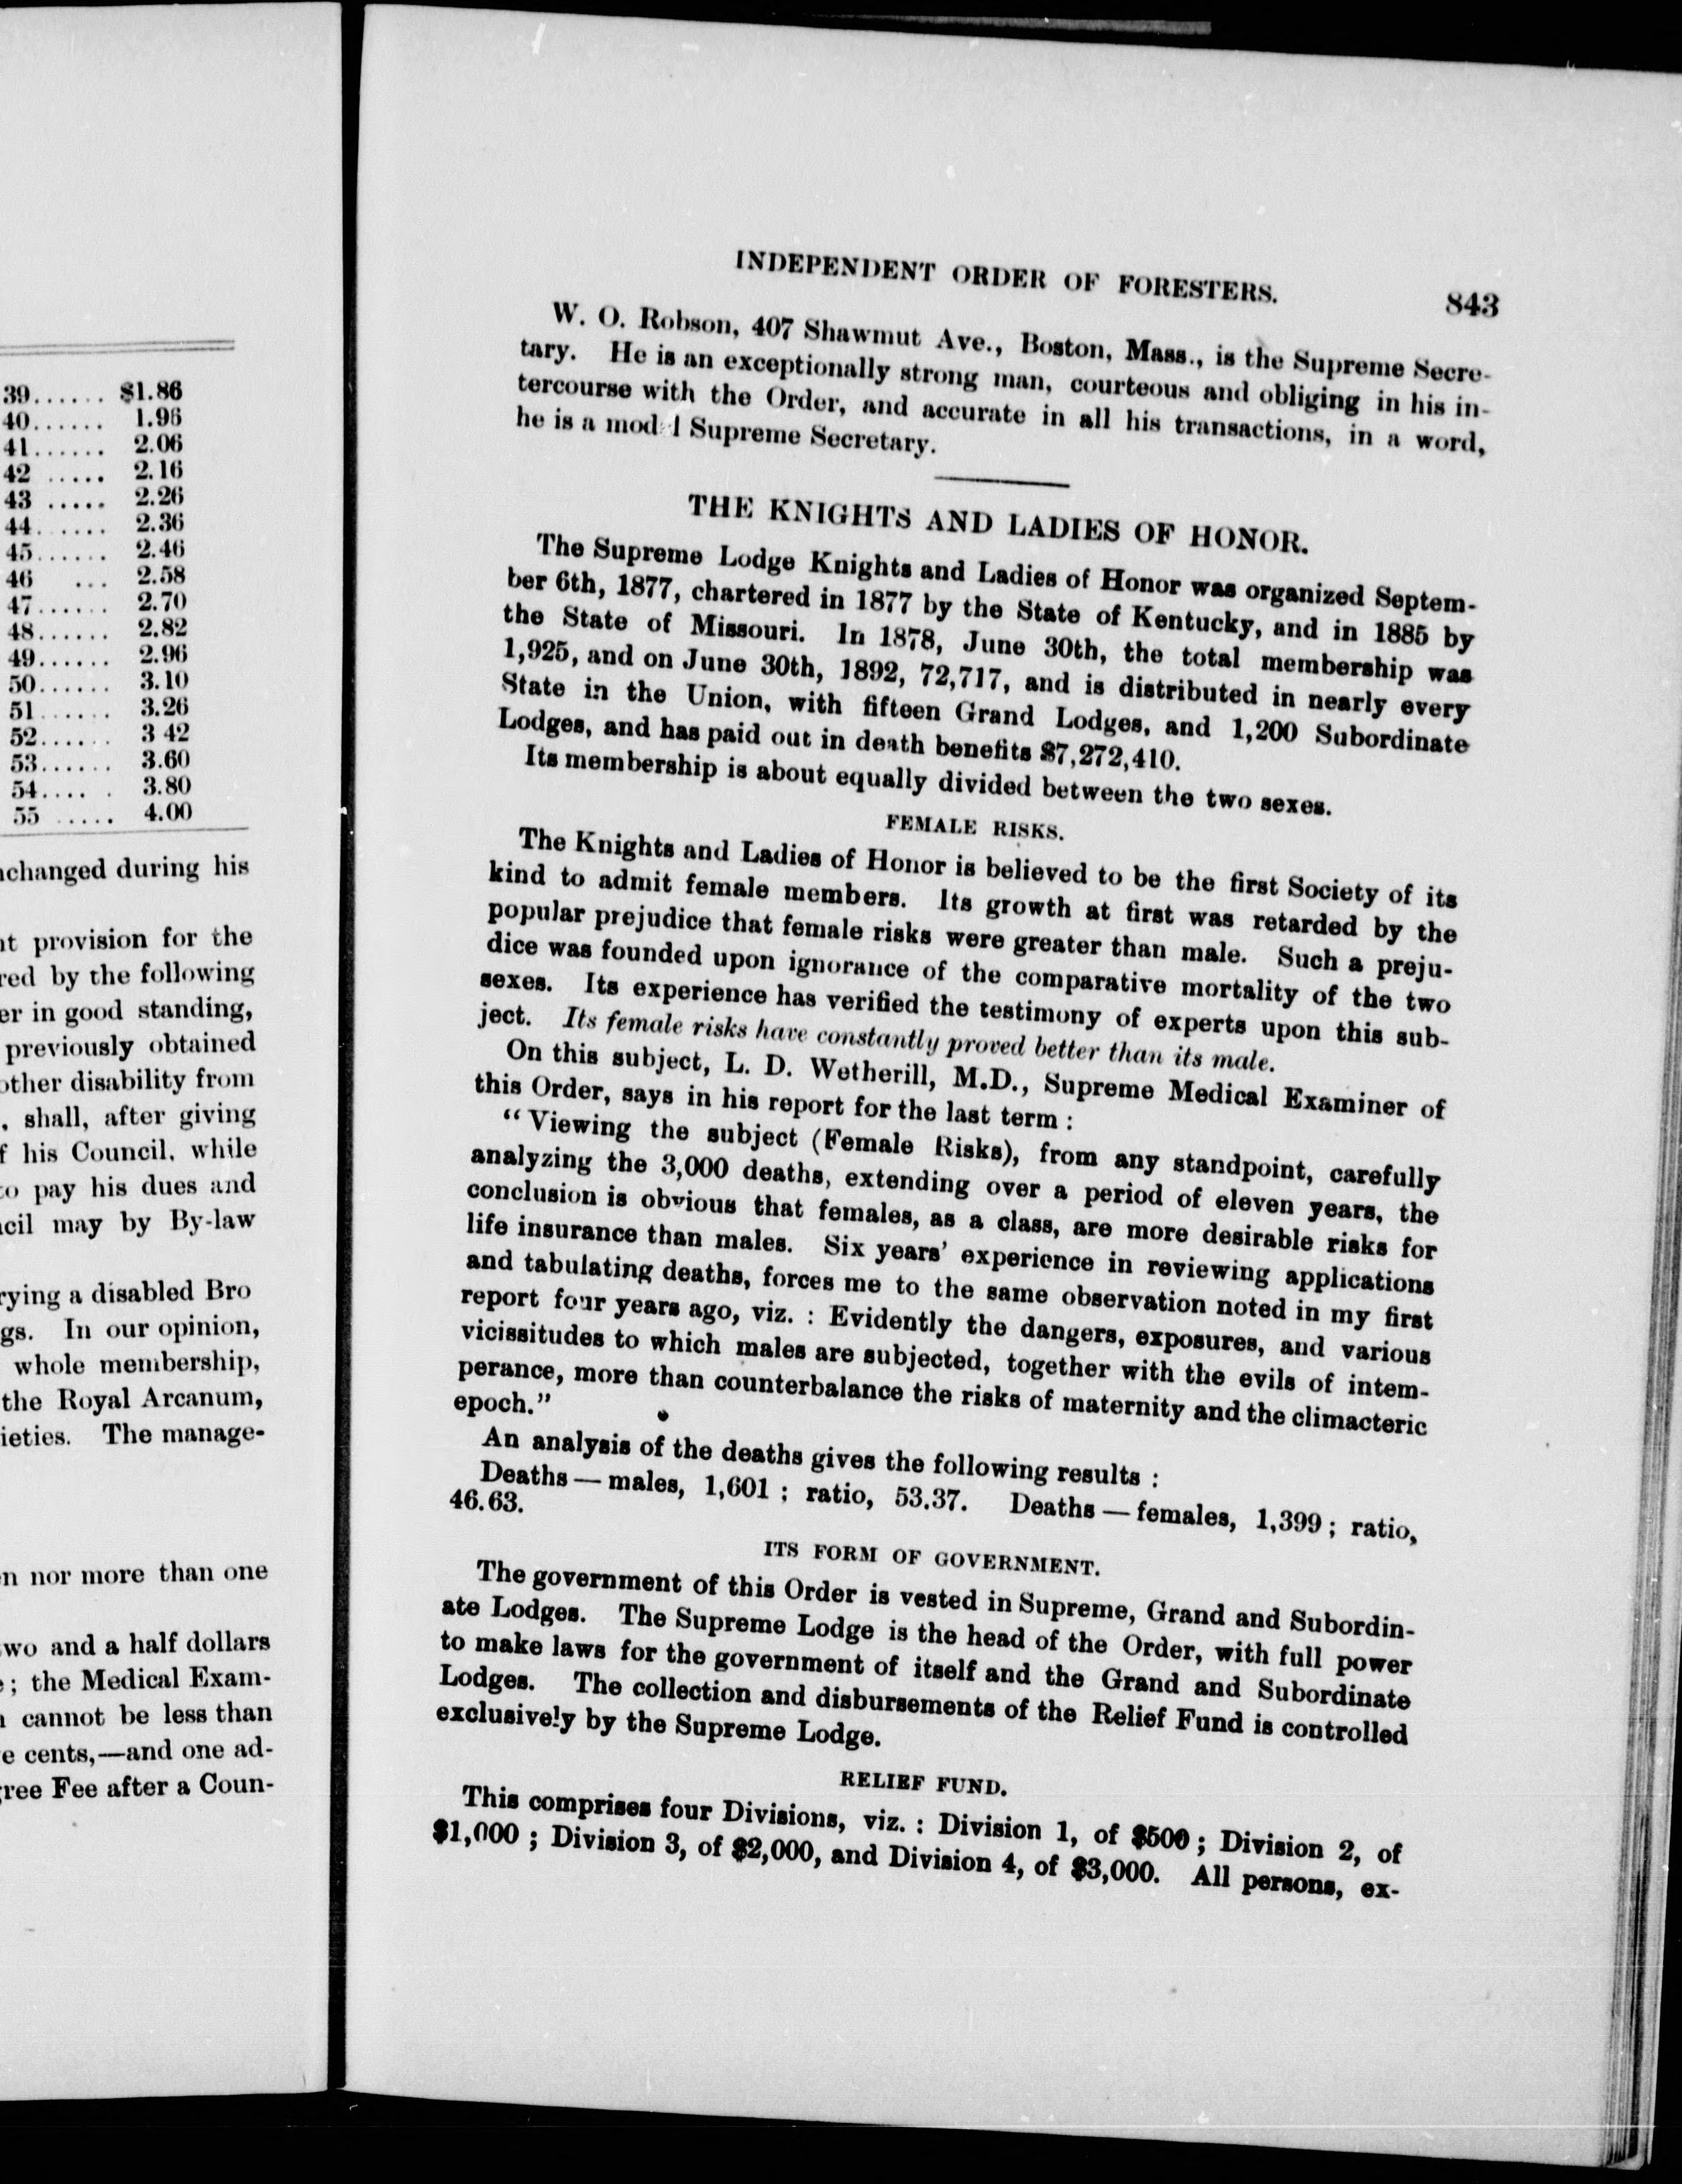 39...... $1.86
40...... 1.96
41...... 2.06
42 ..... 2.16
43 ..... 2.26
44...... 2.36
45...... 2.46
46 ... 2.58
47...... 2.70
48...... 2.82
49...... 2.96
50...... 3.10
51...... 3.26
52...... 3 42
53...... 3.60
54.... . 3.80
55 ..... 4.00
changed during his
provision for the
by the following
in good standing,
previously obtained
other disability from
, shall, after giving
his Council, while
pay his dues and
may by By-law
a disabled Bro
In our opinion,
whole membership,
the Royal Arcanum,
The manage-
nor more than one
and a half dollars
; the Medical Exam-
cannot be less than
cents,—and one ad-
Fee after a Coun-
INDEPENDENT ORDER OF FORESTERS. 843
W. O. Robson, 407 Shawmut Ave., Boston, Mass., is the Supreme Secre-
tary. He is an exceptionally strong man, courteous and obliging in his in-
tercourse with the Order, and accurate in all his transactions, in a word,
he is a mod l Supreme Secretary.
THE KNIGHTS AND LADIES OF HONOR.
The Supreme Lodge Knights and Ladies of Honor was organized Septem-
ber 6th, 1877, chartered in 1877 by the State of Kentucky, and in 1885 by
the State of Missouri. In 1878, June 30th, the total membership was
1,925, and on June 30th, 1892, 72,717, and is distributed in nearly every
State in the Union, with fifteen Grand Lodges, and 1,200 Subordinate
Lodges, and has paid out in death benefits $7,272,410.
Its membership is about equally divided between the two sexes.
FEMALE RISKS.
The Knights and Ladies of Honor is believed to be the first Society of its
kind to admit female members. Its growth at first was retarded by the
popular prejudice that female risks were greater than male. Such a preju-
dice was founded upon ignorance of the comparative mortality of the two
sexes. Its experience has verified the testimony of experts upon this sub-
ject. Its female risks have constantly proved better than its male.
On this subject, L. D. Wetherill, M.D., Supreme Medical Examiner of
this Order, says in his report for the last term :
“Viewing the subject (Female Risks), from any standpoint, carefully
analyzing the 3,000 deaths, extending over a period of eleven years, the
conclusion is obvious that females, as a class, are more desirable risks for
life insurance than males. Six years’ experience in reviewing applications
and tabulating deaths, forces me to the same observation noted in my first
report four years ago, viz. : Evidently the dangers, exposures, and various
vicissitudes to which males are subjected, together with the evils of intem-
perance, more than counterbalance the risks of maternity and the climacteric
epoch.”
An analysis of the deaths gives the following results :
Deaths — males, 1,601 ; ratio, 53.37. Deaths — females, 1,399 ; ratio,
46.63.
ITS FORM OF GOVERNMENT.
The government of this Order is vested in Supreme, Grand and Subordin-
ate Lodges. The Supreme Lodge is the head of the Order, with full power
to make laws for the government of itself and the Grand and Subordinate
Lodges. The collection and disbursements of the Relief Fund is controlled
exclusively by the Supreme Lodge.
RELIEF FUND.
This comprises four Divisions, viz. : Division 1, of $500 ; Division 2, of
$1,000 ; Division 3, of $2,000, and Division 4, of $3,000. All persons, ex-